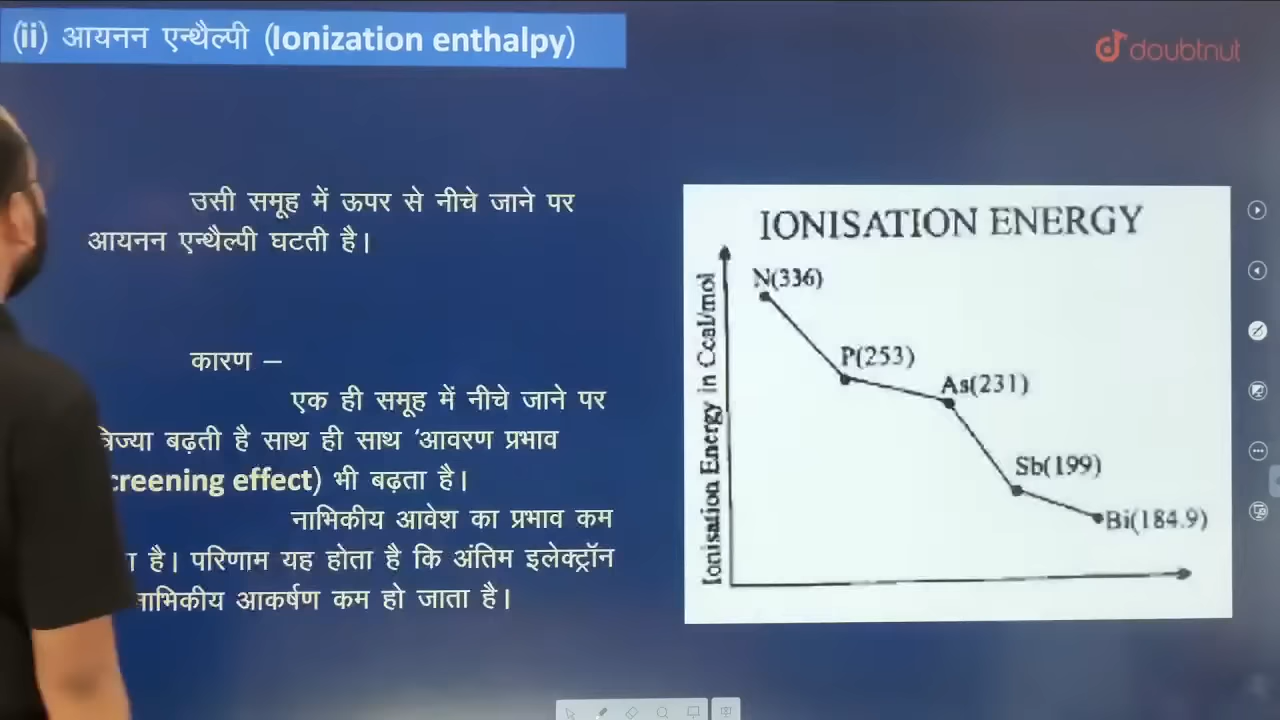 (ii) आयनन एन्थैल्पी (Ionization enthalpy)
doubtnut
उसी समूह में ऊपर से नीचे जाने पर
आयनन एन्थैल्पी घटती है।
कारण –
एक ही समूह में नीचे जाने पर
बढ़ती है साथ ही साथ 'आवरण प्रभाव
effect) भी बढ़ता है।
नाभिकीय आवेश का प्रभाव कम
है। परिणाम यह होता है कि अंतिम इलेक्ट्रॉन
आकर्षण कम हो जाता है।
IONISATION ENERGY
Ionisation Energy in Ccal/mol
N(336)
P(253)
As(231)
Sb(199)
Bi(184.9)